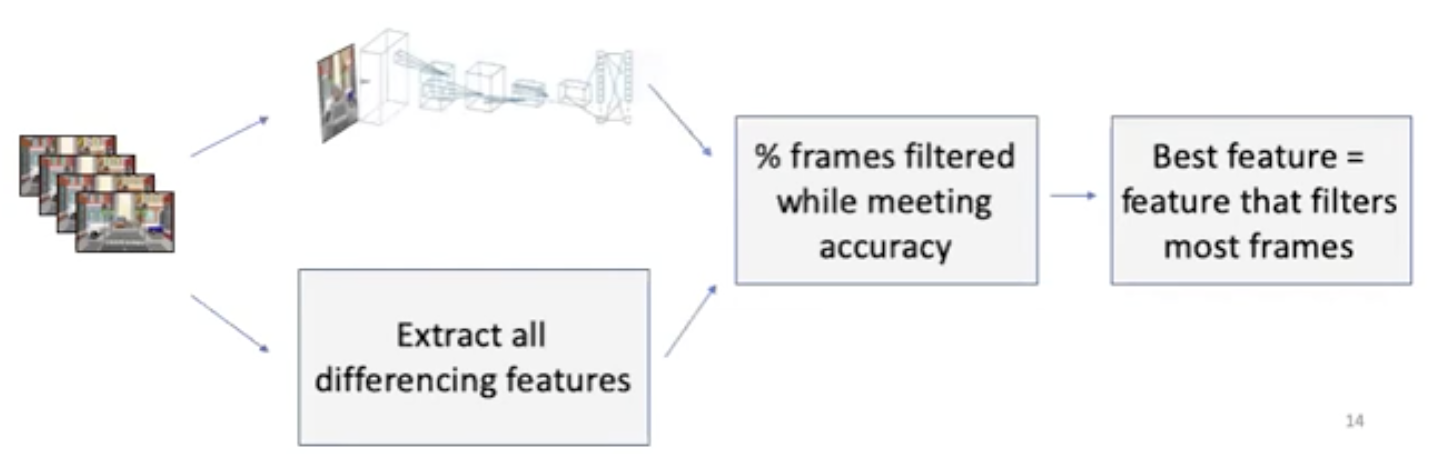 % frames filtered
while meeting
accuracy
Best feature =
feature that filters
most frames
Extract all
differencing features
14